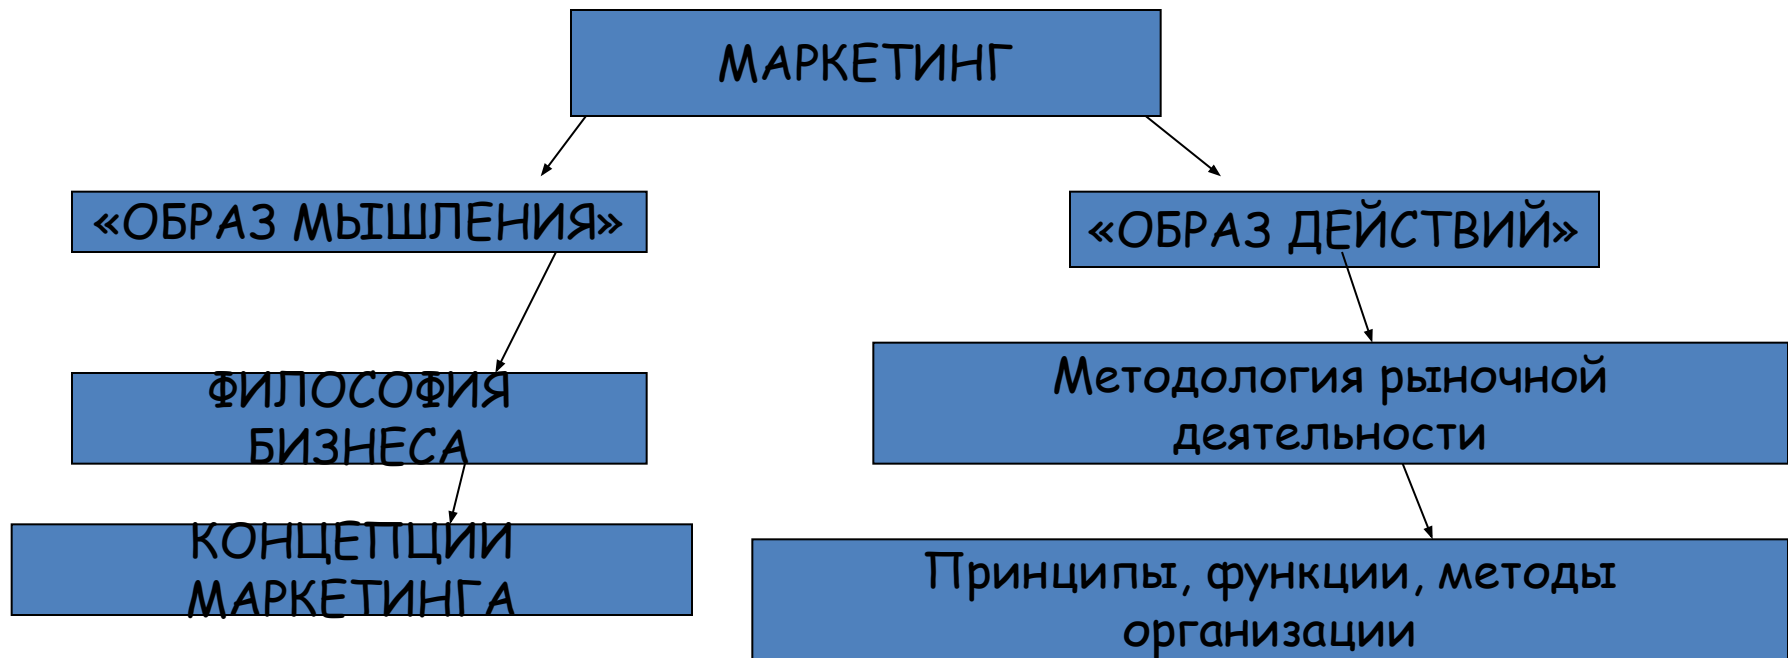 МАРКЕТИНГ
«ОБРАЗ МЫШЛЕНИЯ»
«ОБРАЗ ДЕЙСТВИЙ»
ФИЛОСОФИЯ
БИЗНЕСА
Методология рыночной
деятельности
КОНЦЕПЦИИ
МАРКЕТИНГА
Принципы, функции, методы
организации